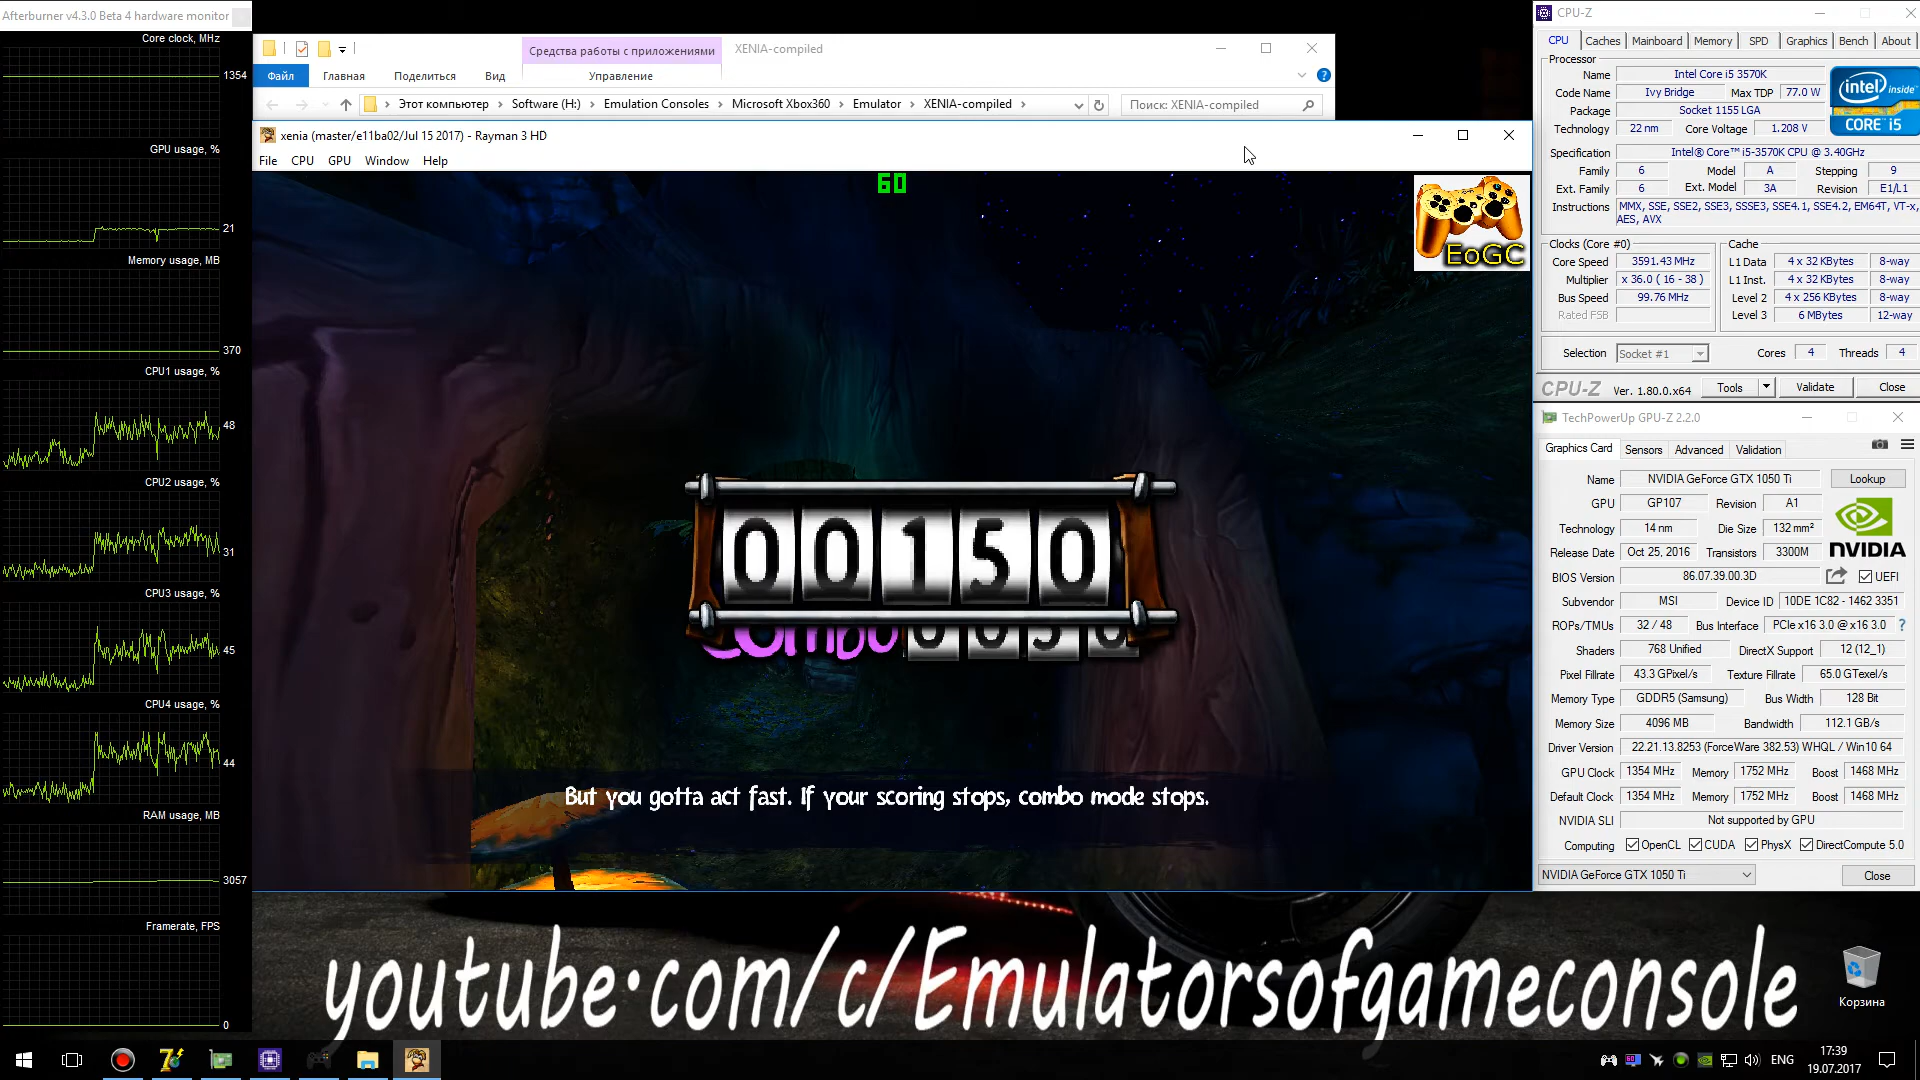 Afterburner v4.3.0 Beta 4 hardware monitor
Core clock, MHz
1354
GPU usage, %
21
Memory usage, MB
370
CPU1 usage, %
48
CPU2 usage, %
31
CPU3 usage, %
45
CPU4 usage, %
44
RAM usage, MB
3057
Framerate, FPS
0
Средства работы с приложениями
XENIA-compiled
Файл Главная Поделиться Вид Управление
Этот компьютер > Software (H:) > Emulation Consoles > Microsoft Xbox360 > Emulator > XENIA-compiled >
Поиск: XENIA-compiled
xenia (master/e11ba02/Jul 15 2017) - Rayman 3 HD
File CPU GPU Window Help
60
EoGC
00150
Combo 0050
But you gotta act fast. If your scoring stops, combo mode stops.
CPU-Z
CPU Caches Mainboard Memory SPD Graphics Bench About
Processor
Name Intel Core i5 3570K
Code Name Ivy Bridge Max TDP 77.0 W
Package Socket 1155 LGA
Technology 22 nm Core Voltage 1.208 V
intel inside™
CORE i5
Specification Intel® Core™ i5-3570K CPU @ 3.40GHz
Family 6 Model A Stepping 9
Ext. Family 6 Ext. Model 3A Revision E1/L1
Instructions MMX, SSE, SSE2, SSE3, SSSE3, SSE4.1, SSE4.2, EM64T, VT-x,
AES, AVX
Clocks (Core #0) Cache
Core Speed 3591.43 MHz L1 Data 4 x 32 KBytes 8-way
Multiplier x 36.0 ( 16 - 38 ) L1 Inst. 4 x 32 KBytes 8-way
Bus Speed 99.76 MHz Level 2 4 x 256 KBytes 8-way
Rated FSB Level 3 6 MBytes 12-way
Selection Socket #1 Cores 4 Threads 4
CPU-Z Ver. 1.80.0.x64 Tools Validate Close
TechPowerUp GPU-Z 2.2.0
Graphics Card Sensors Advanced Validation
Name NVIDIA GeForce GTX 1050 Ti Lookup
GPU GP107 Revision A1
Technology 14 nm Die Size 132 mm²
Release Date Oct 25, 2016 Transistors 3300M
NVIDIA
BIOS Version 86.07.39.00.3D UEFI
Subvendor MSI Device ID 10DE 1C82 - 1462 3351
ROPs/TMUs 32 / 48 Bus Interface PCIe x16 3.0 @ x16 3.0 ?
Shaders 768 Unified DirectX Support 12 (12_1)
Pixel Fillrate 43.3 GPixel/s Texture Fillrate 65.0 GTexel/s
Memory Type GDDR5 (Samsung) Bus Width 128 Bit
Memory Size 4096 MB Bandwidth 112.1 GB/s
Driver Version 22.21.13.8253 (ForceWare 382.53) WHQL / Win10 64
GPU Clock 1354 MHz Memory 1752 MHz Boost 1468 MHz
Default Clock 1354 MHz Memory 1752 MHz Boost 1468 MHz
NVIDIA SLI Not supported by GPU
Computing OpenCL CUDA PhysX DirectCompute 5.0
NVIDIA GeForce GTX 1050 Ti Close
youtube.com/c/Emulatorsofgameconsole
Корзина
ENG
17:39
19.07.2017